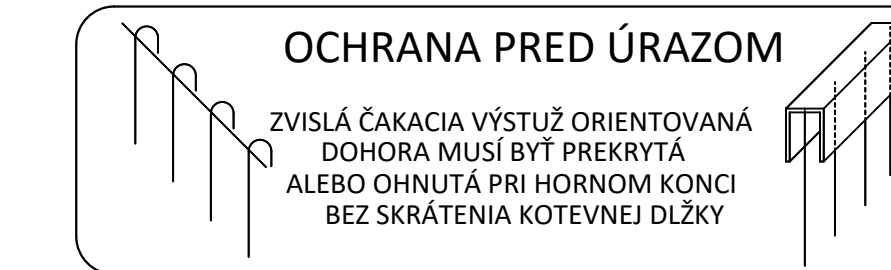 OCHRANA PRED ÚRAZOM
ZVISLÁ ČAKACIA VÝSTUŽ ORIENTOVANÁ
DOHORA MUSÍ BYŤ PREKRYTÁ
ALEBO OHNUTÁ PRI HORNOM KONCI
BEZ SKRÁTENIA KOTEVNEJ DLŽKY